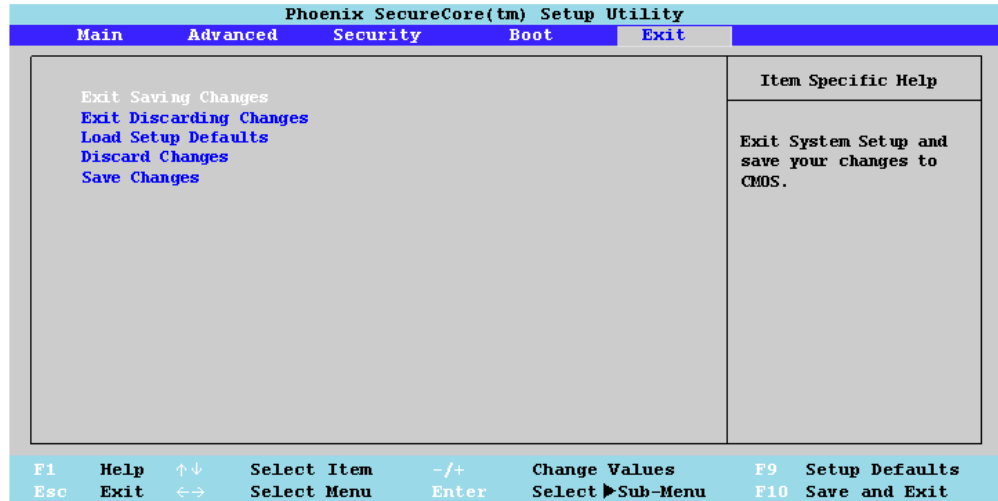 Phoenix SecureCore(tm) Setup Utility
Main Advanced Security Boot Exit
Exit Saving Changes
Exit Discarding Changes
Load Setup Defaults
Discard Changes
Save Changes
Item Specific Help
Exit System Setup and
save your changes to
CMOS.
F1 Help ↑↓ Select Item -/+ Change Values F9 Setup Defaults
Esc Exit ←→ Select Menu Enter Select ▶Sub-Menu F10 Save and Exit